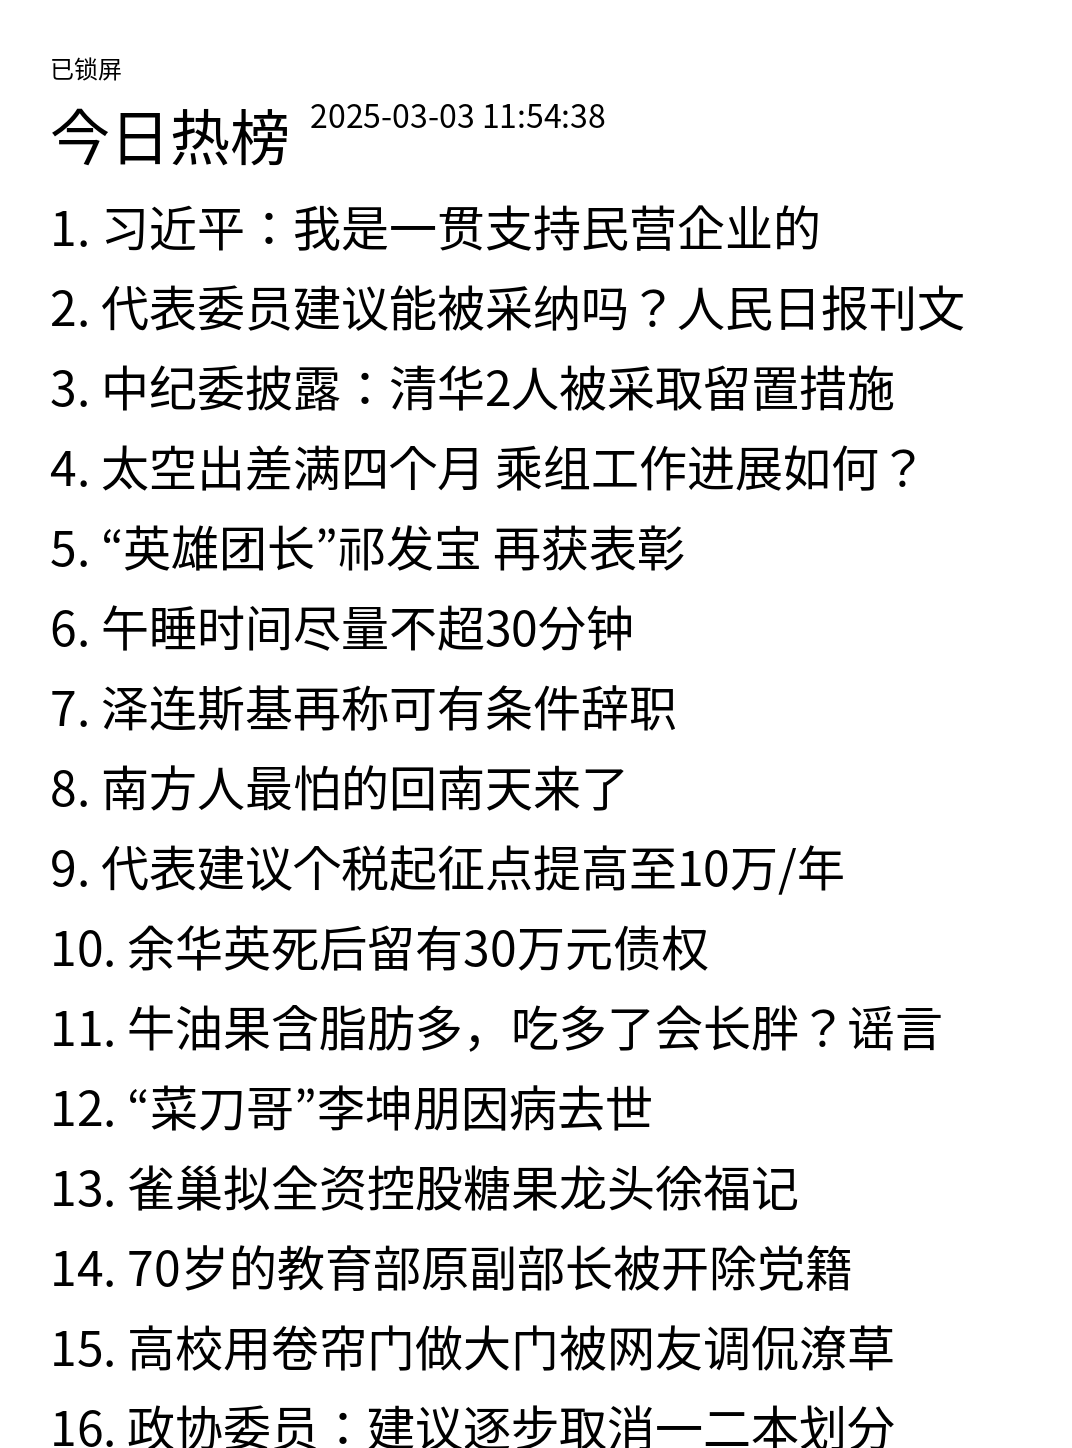 已锁屏
今日热榜 2025-03-03 11:54:38
1. 习近平：我是一贯支持民营企业的
2. 代表委员建议能被采纳吗？人民日报刊文
3. 中纪委披露：清华2人被采取留置措施
4. 太空出差满四个月 乘组工作进展如何？
5. “英雄团长”祁发宝 再获表彰
6. 午睡时间尽量不超30分钟
7. 泽连斯基再称可有条件辞职
8. 南方人最怕的回南天来了
9. 代表建议个税起征点提高至10万/年
10. 余华英死后留有30万元债权
11. 牛油果含脂肪多，吃多了会长胖？谣言
12. “菜刀哥”李坤朋因病去世
13. 雀巢拟全资控股糖果龙头徐福记
14. 70岁的教育部原副部长被开除党籍
15. 高校用卷帘门做大门被网友调侃潦草
16. 政协委员：建议逐步取消一二本划分